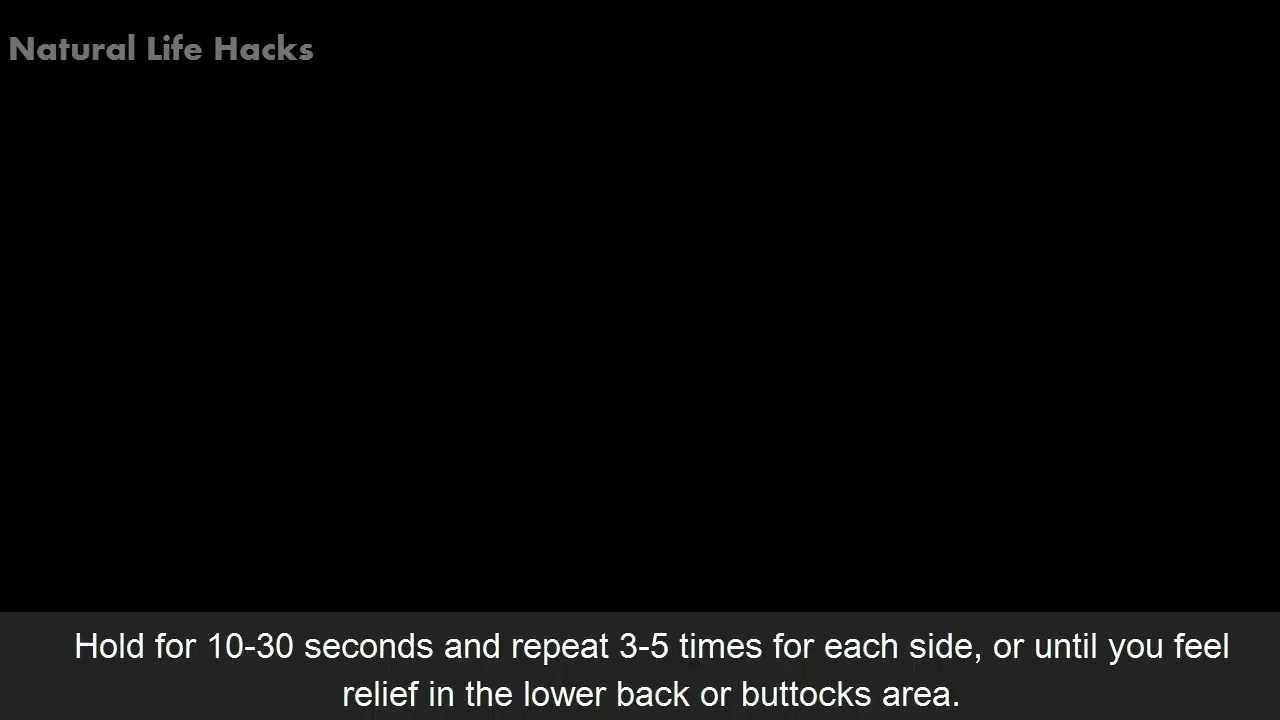 Natural Life Hacks
Hold for 10-30 seconds and repeat 3-5 times for each side, or until you feel
relief in the lower back or buttocks area.